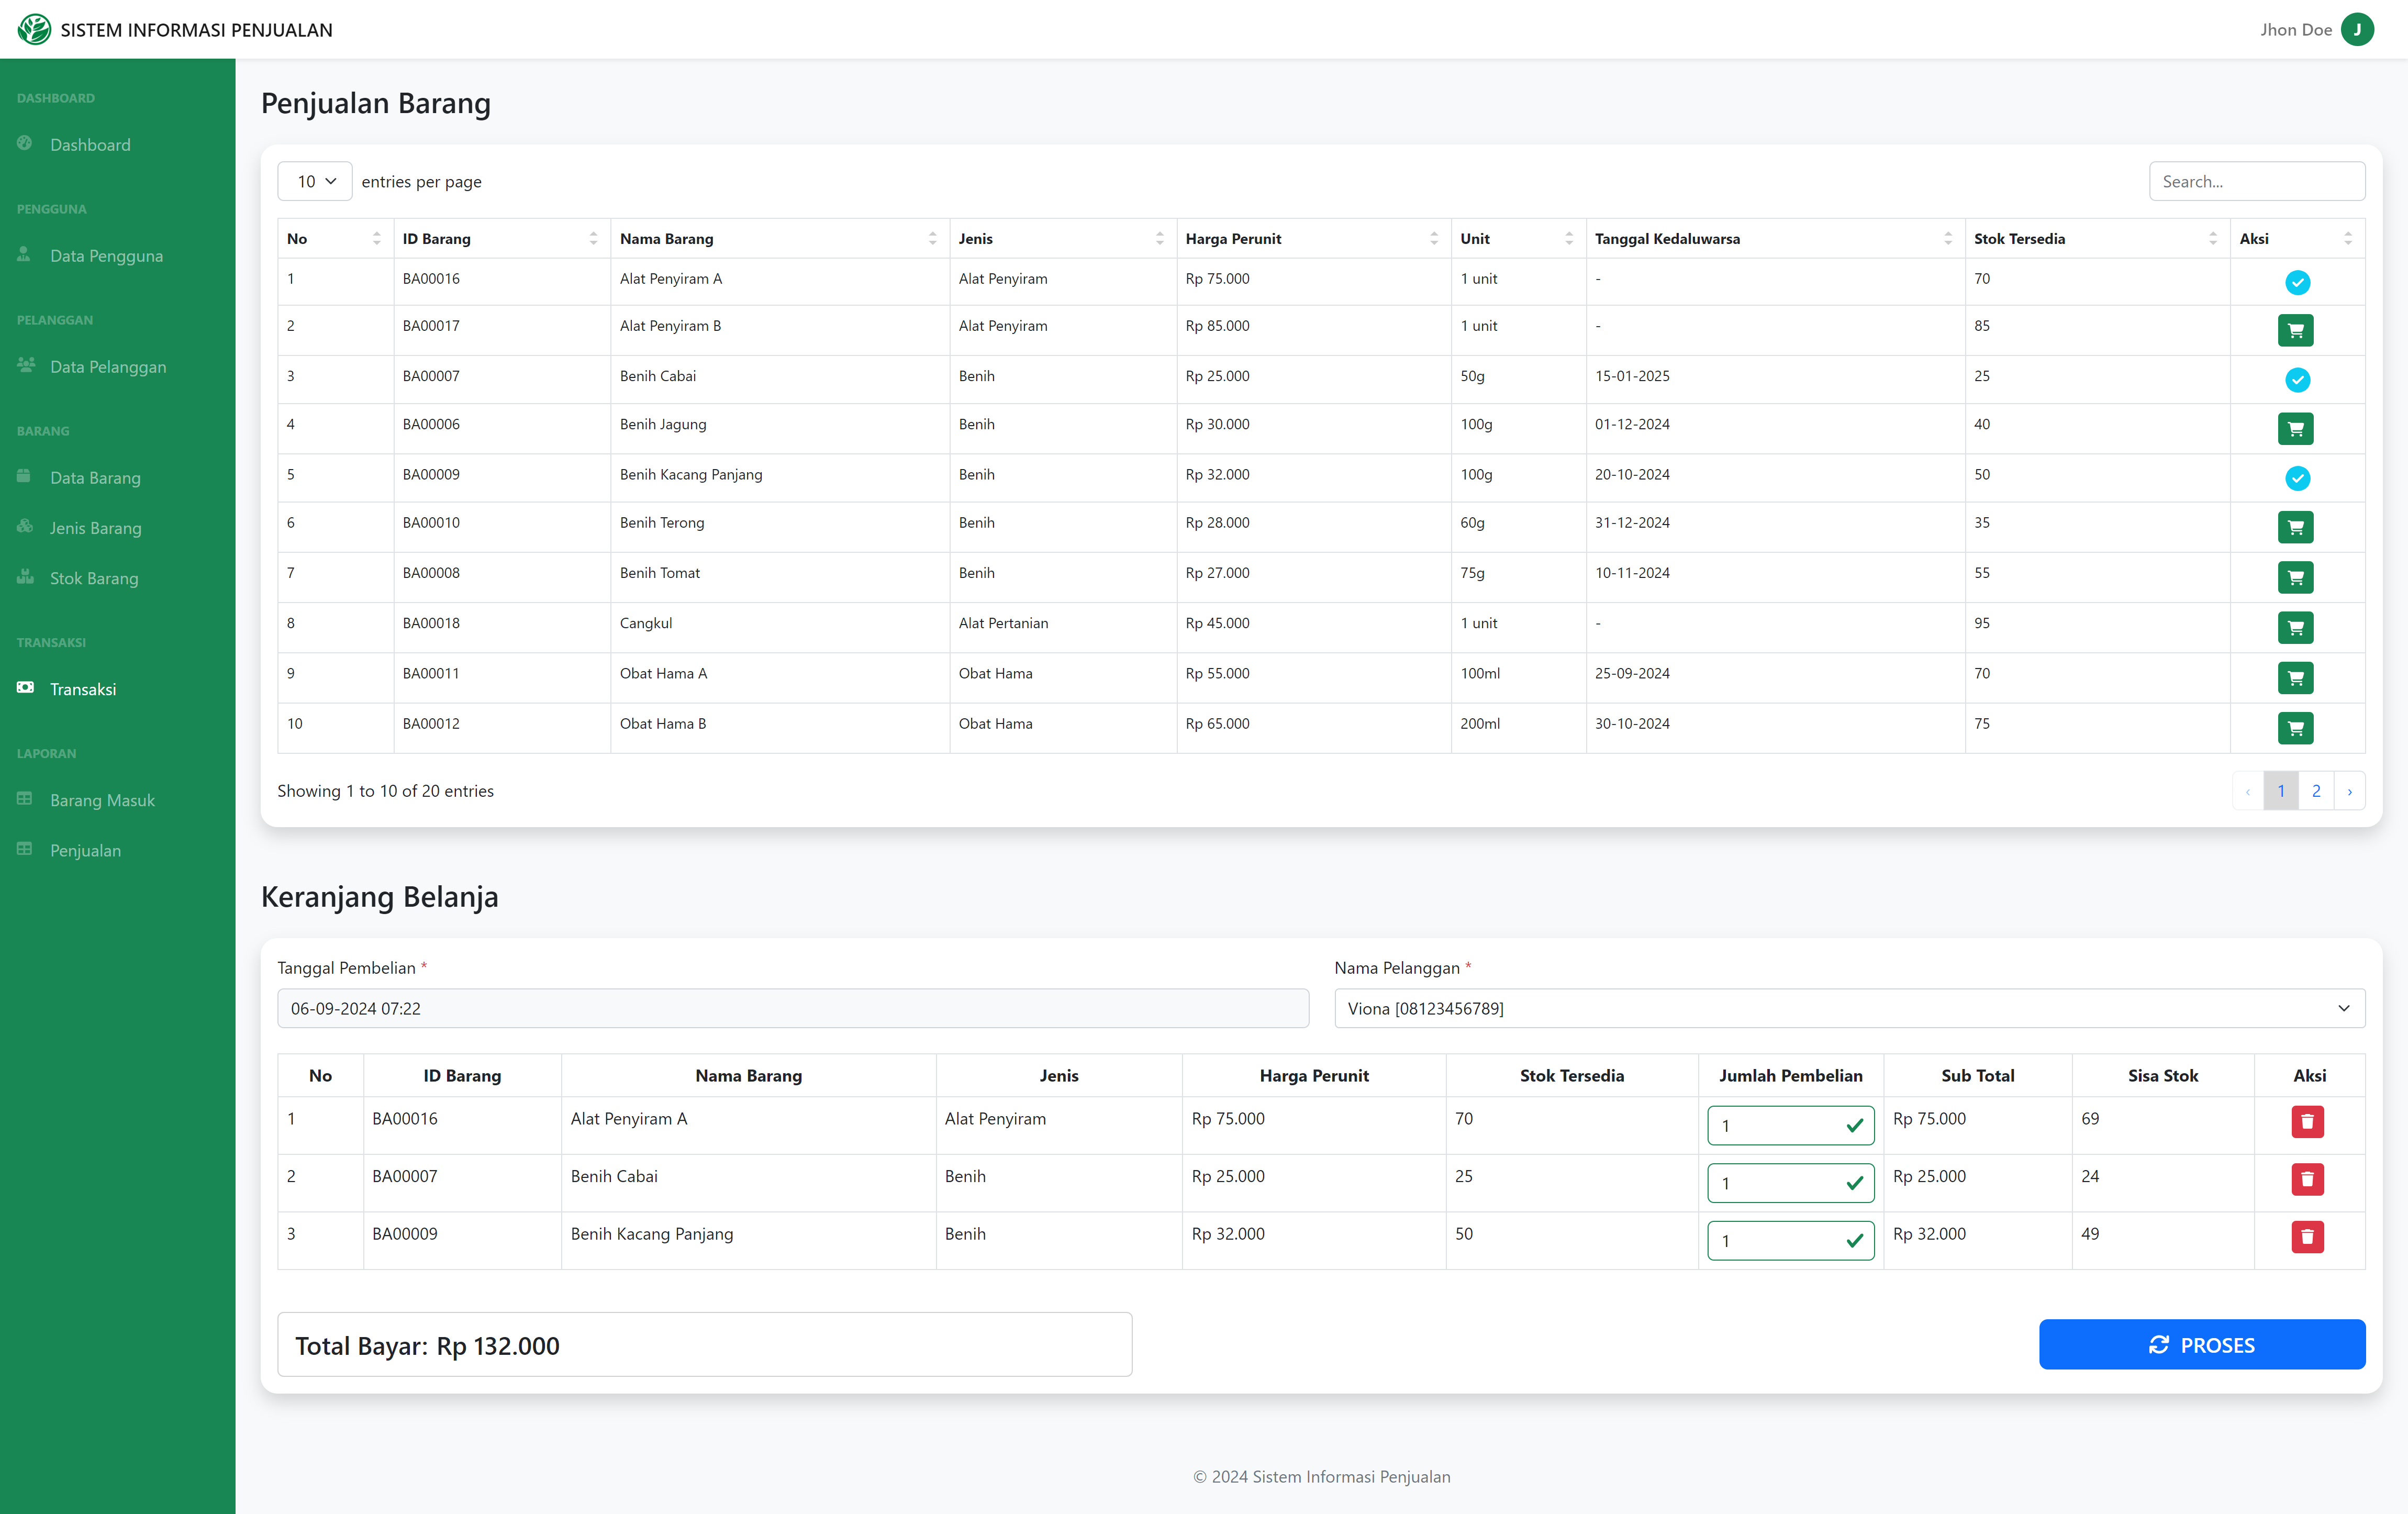 SISTEM INFORMASI PENJUALAN
Jhon Doe J
DASHBOARD
Dashboard
PENGGUNA
Data Pengguna
PELANGGAN
Data Pelanggan
BARANG
Data Barang
Jenis Barang
Stok Barang
TRANSAKSI
Transaksi
LAPORAN
Barang Masuk
Penjualan
Penjualan Barang
10 entries per page
Search...
No ID Barang Nama Barang Jenis Harga Perunit Unit Tanggal Kedaluwarsa Stok Tersedia Aksi
1 BA00016 Alat Penyiram A Alat Penyiram Rp 75.000 1 unit - 70
2 BA00017 Alat Penyiram B Alat Penyiram Rp 85.000 1 unit - 85
3 BA00007 Benih Cabai Benih Rp 25.000 50g 15-01-2025 25
4 BA00006 Benih Jagung Benih Rp 30.000 100g 01-12-2024 40
5 BA00009 Benih Kacang Panjang Benih Rp 32.000 100g 20-10-2024 50
6 BA00010 Benih Terong Benih Rp 28.000 60g 31-12-2024 35
7 BA00008 Benih Tomat Benih Rp 27.000 75g 10-11-2024 55
8 BA00018 Cangkul Alat Pertanian Rp 45.000 1 unit - 95
9 BA00011 Obat Hama A Obat Hama Rp 55.000 100ml 25-09-2024 70
10 BA00012 Obat Hama B Obat Hama Rp 65.000 200ml 30-10-2024 75
Showing 1 to 10 of 20 entries
‹ 1 2 ›
Keranjang Belanja
Tanggal Pembelian *
06-09-2024 07:22
Nama Pelanggan *
Viona [08123456789]
No ID Barang Nama Barang Jenis Harga Perunit Stok Tersedia Jumlah Pembelian Sub Total Sisa Stok Aksi
1 BA00016 Alat Penyiram A Alat Penyiram Rp 75.000 70 1 Rp 75.000 69
2 BA00007 Benih Cabai Benih Rp 25.000 25 1 Rp 25.000 24
3 BA00009 Benih Kacang Panjang Benih Rp 32.000 50 1 Rp 32.000 49
Total Bayar: Rp 132.000
PROSES
© 2024 Sistem Informasi Penjualan